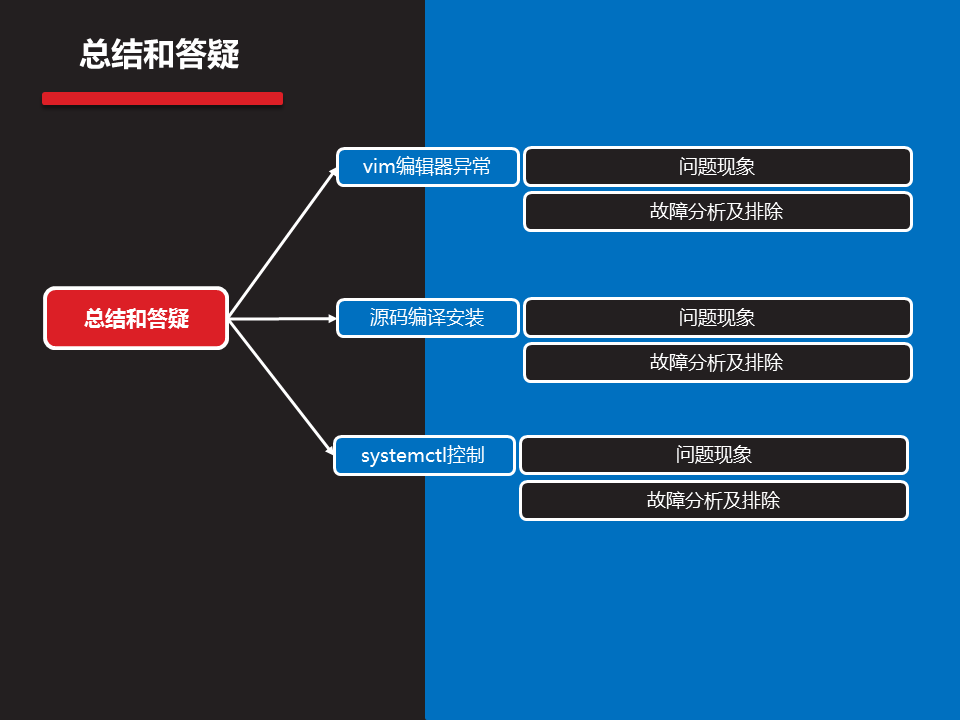 总结和答疑
vim编辑器异常
问题现象
故障分析及排除
总结和答疑
源码编译安装
问题现象
故障分析及排除
systemctl控制
问题现象
故障分析及排除